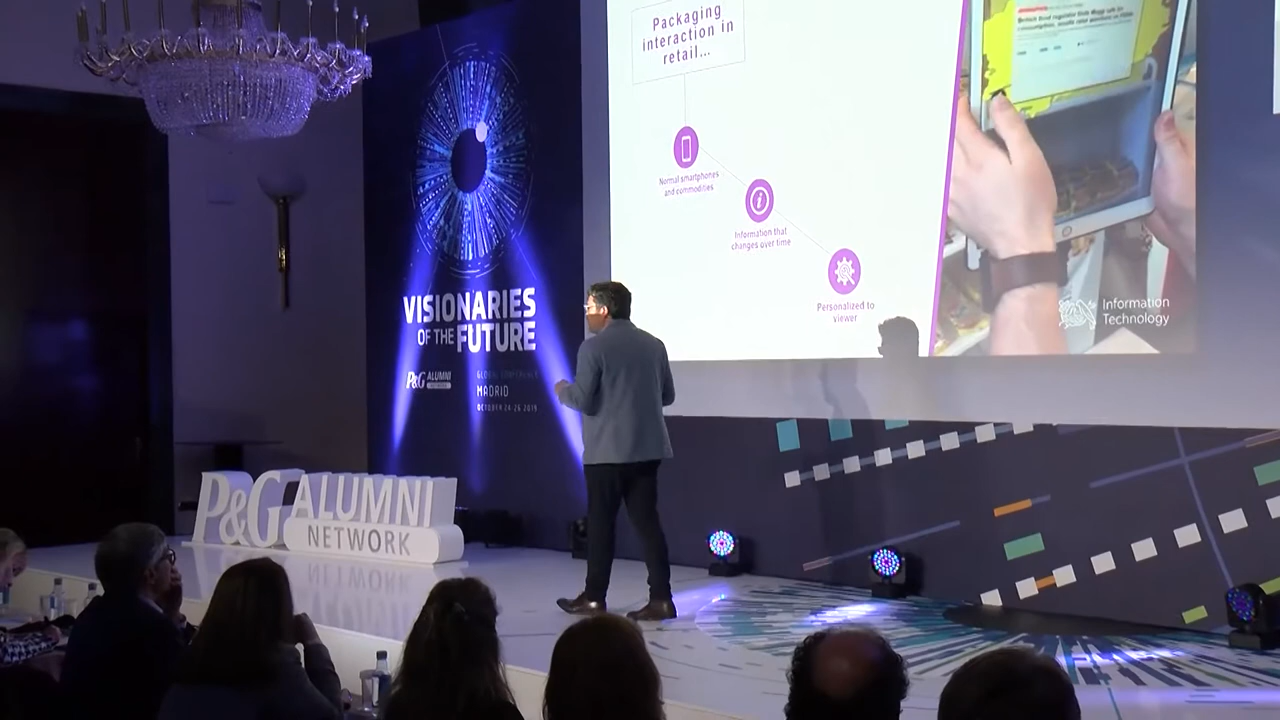 Packaging
interaction in
retail...
Normal smartphones
and commodities
Information that
changes over time
Personalized to
viewer
Information
Technology
VISIONARIES
OF THE FUTURE
P&G ALUMNI
NETWORK
GLOBAL CONFERENCE
MADRID
OCTOBER 24-26 2019
P&G ALUMNI
NETWORK